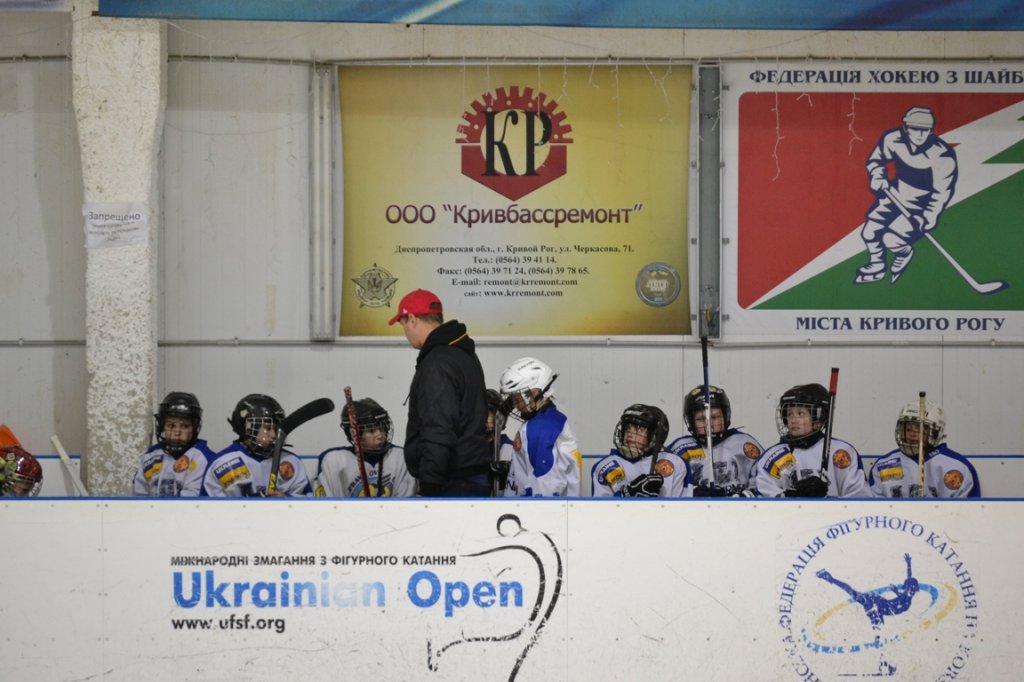 КР
ООО “Кривбассремонт”
Днепропетровская обл., г. Кривой Рог, ул. Черкасова, 71.
Тел.: (0564) 39 41 14.
Факс: (0564) 39 71 24, (0564) 39 78 65.
E-mail: remont@krremont.com
сайт: www.krremont.com
ФЕДЕРАЦІЯ ХОКЕЮ З ШАЙБ
МІСТА КРИВОГО РОГУ
Запрещено
МІЖНАРОДНІ ЗМАГАННЯ З ФІГУРНОГО КАТАННЯ
Ukrainian Open
www.ufsf.org
ФЕДЕРАЦІЯ ФІГУРНОГО КАТАННЯ Н